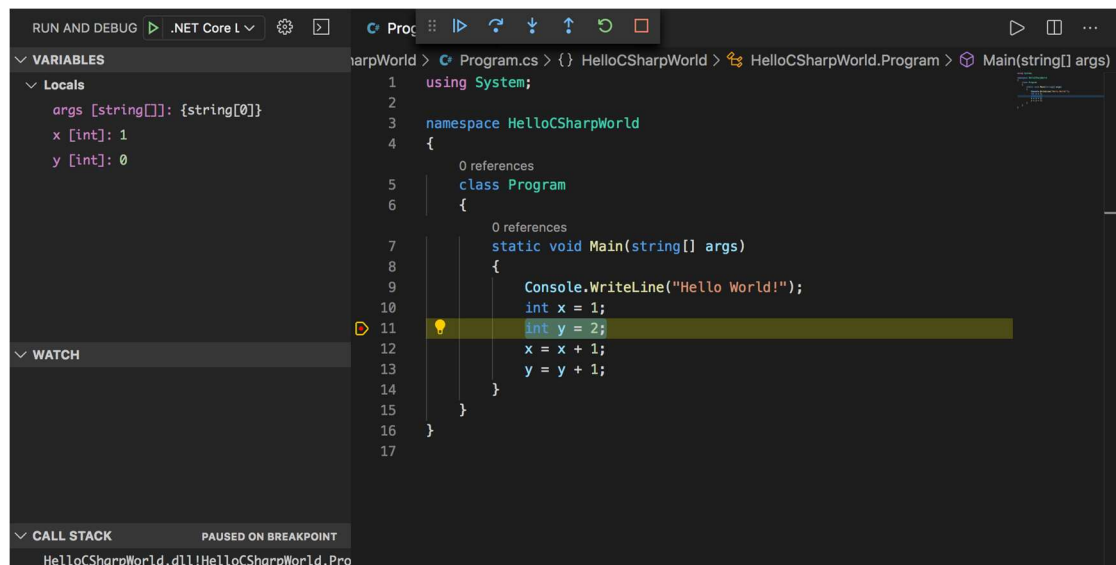 RUN AND DEBUG .NET Core L
VARIABLES
Locals
args [string[]]: {string[0]}
x [int]: 1
y [int]: 0
WATCH
CALL STACK PAUSED ON BREAKPOINT
HelloCSharpWorld.dll!HelloCSharpWorld.Pro
C# Prog
arpWorld > C# Program.cs > {} HelloCSharpWorld > HelloCSharpWorld.Program > Main(string[] args)
1 using System;
2
3 namespace HelloCSharpWorld
4 {
0 references
5 class Program
6 {
0 references
7 static void Main(string[] args)
8 {
9 Console.WriteLine("Hello World!");
10 int x = 1;
11 int y = 2;
12 x = x + 1;
13 y = y + 1;
14 }
15 }
16 }
17